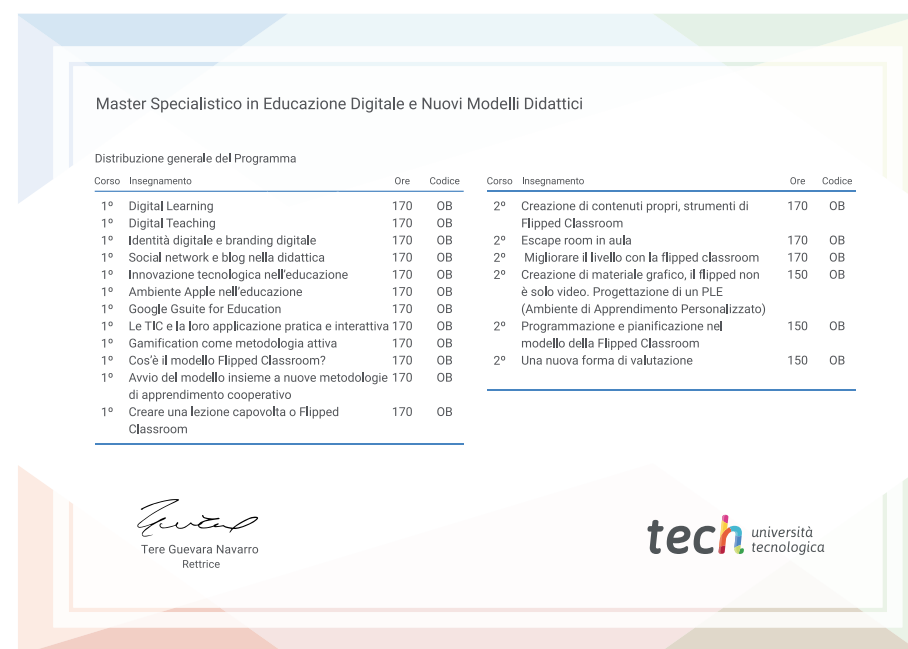 Master Specialistico in Educazione Digitale e Nuovi Modelli Didattici
Distribuzione generale del Programma
Corso Insegnamento Ore Codice
1º Digital Learning 170 OB
1º Digital Teaching 170 OB
1º Identità digitale e branding digitale 170 OB
1º Social network e blog nella didattica 170 OB
1º Innovazione tecnologica nell'educazione 170 OB
1º Ambiente Apple nell'educazione 170 OB
1º Google Gsuite for Education 170 OB
1º Le TIC e la loro applicazione pratica e interattiva 170 OB
1º Gamification come metodologia attiva 170 OB
1º Cos'è il modello Flipped Classroom? 170 OB
1º Avvio del modello insieme a nuove metodologie 170 OB
di apprendimento cooperativo
1º Creare una lezione capovolta o Flipped 170 OB
Classroom
Corso Insegnamento Ore Codice
2º Creazione di contenuti propri, strumenti di 170 OB
Flipped Classroom
2º Escape room in aula 170 OB
2º Migliorare il livello con la flipped classroom 170 OB
2º Creazione di materiale grafico, il flipped non 150 OB
è solo video. Progettazione di un PLE
(Ambiente di Apprendimento Personalizzato)
2º Programmazione e pianificazione nel 150 OB
modello della Flipped Classroom
2º Una nuova forma di valutazione 150 OB
Tere Guevara Navarro
Rettrice
tech università
tecnologica